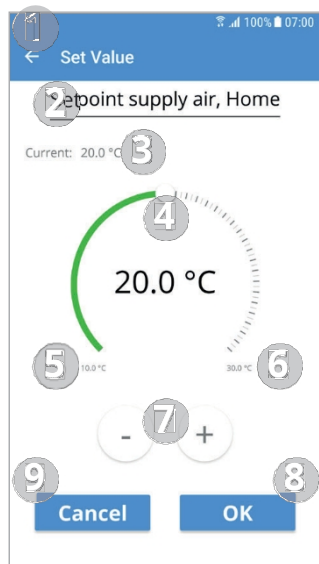 1
100% 07:00
← Set Value
2
Setpoint supply air, Home
Current: 20.0 °C 3
4
20.0 °C
5 10.0 °C 30.0 °C 6
- 7 +
9 8
Cancel OK